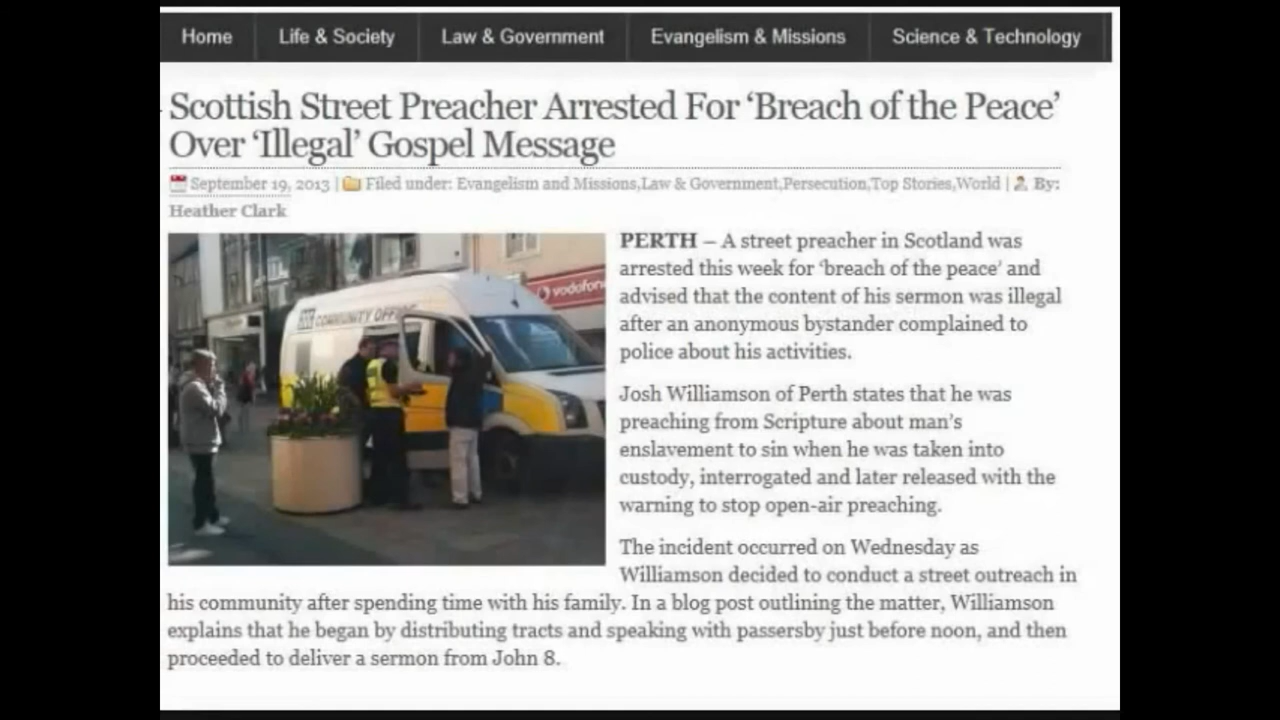 Home Life & Society Law & Government Evangelism & Missions Science & Technology
Scottish Street Preacher Arrested For ‘Breach of the Peace’
Over ‘Illegal’ Gospel Message
September 19, 2013 | Filed under: Evangelism and Missions,Law & Government,Persecution,Top Stories,World | By:
Heather Clark
COMMUNITY OFFI
vodafon
PERTH – A street preacher in Scotland was
arrested this week for ‘breach of the peace’ and
advised that the content of his sermon was illegal
after an anonymous bystander complained to
police about his activities.
Josh Williamson of Perth states that he was
preaching from Scripture about man’s
enslavement to sin when he was taken into
custody, interrogated and later released with the
warning to stop open-air preaching.
The incident occurred on Wednesday as
Williamson decided to conduct a street outreach in
his community after spending time with his family. In a blog post outlining the matter, Williamson
explains that he began by distributing tracts and speaking with passersby just before noon, and then
proceeded to deliver a sermon from John 8.